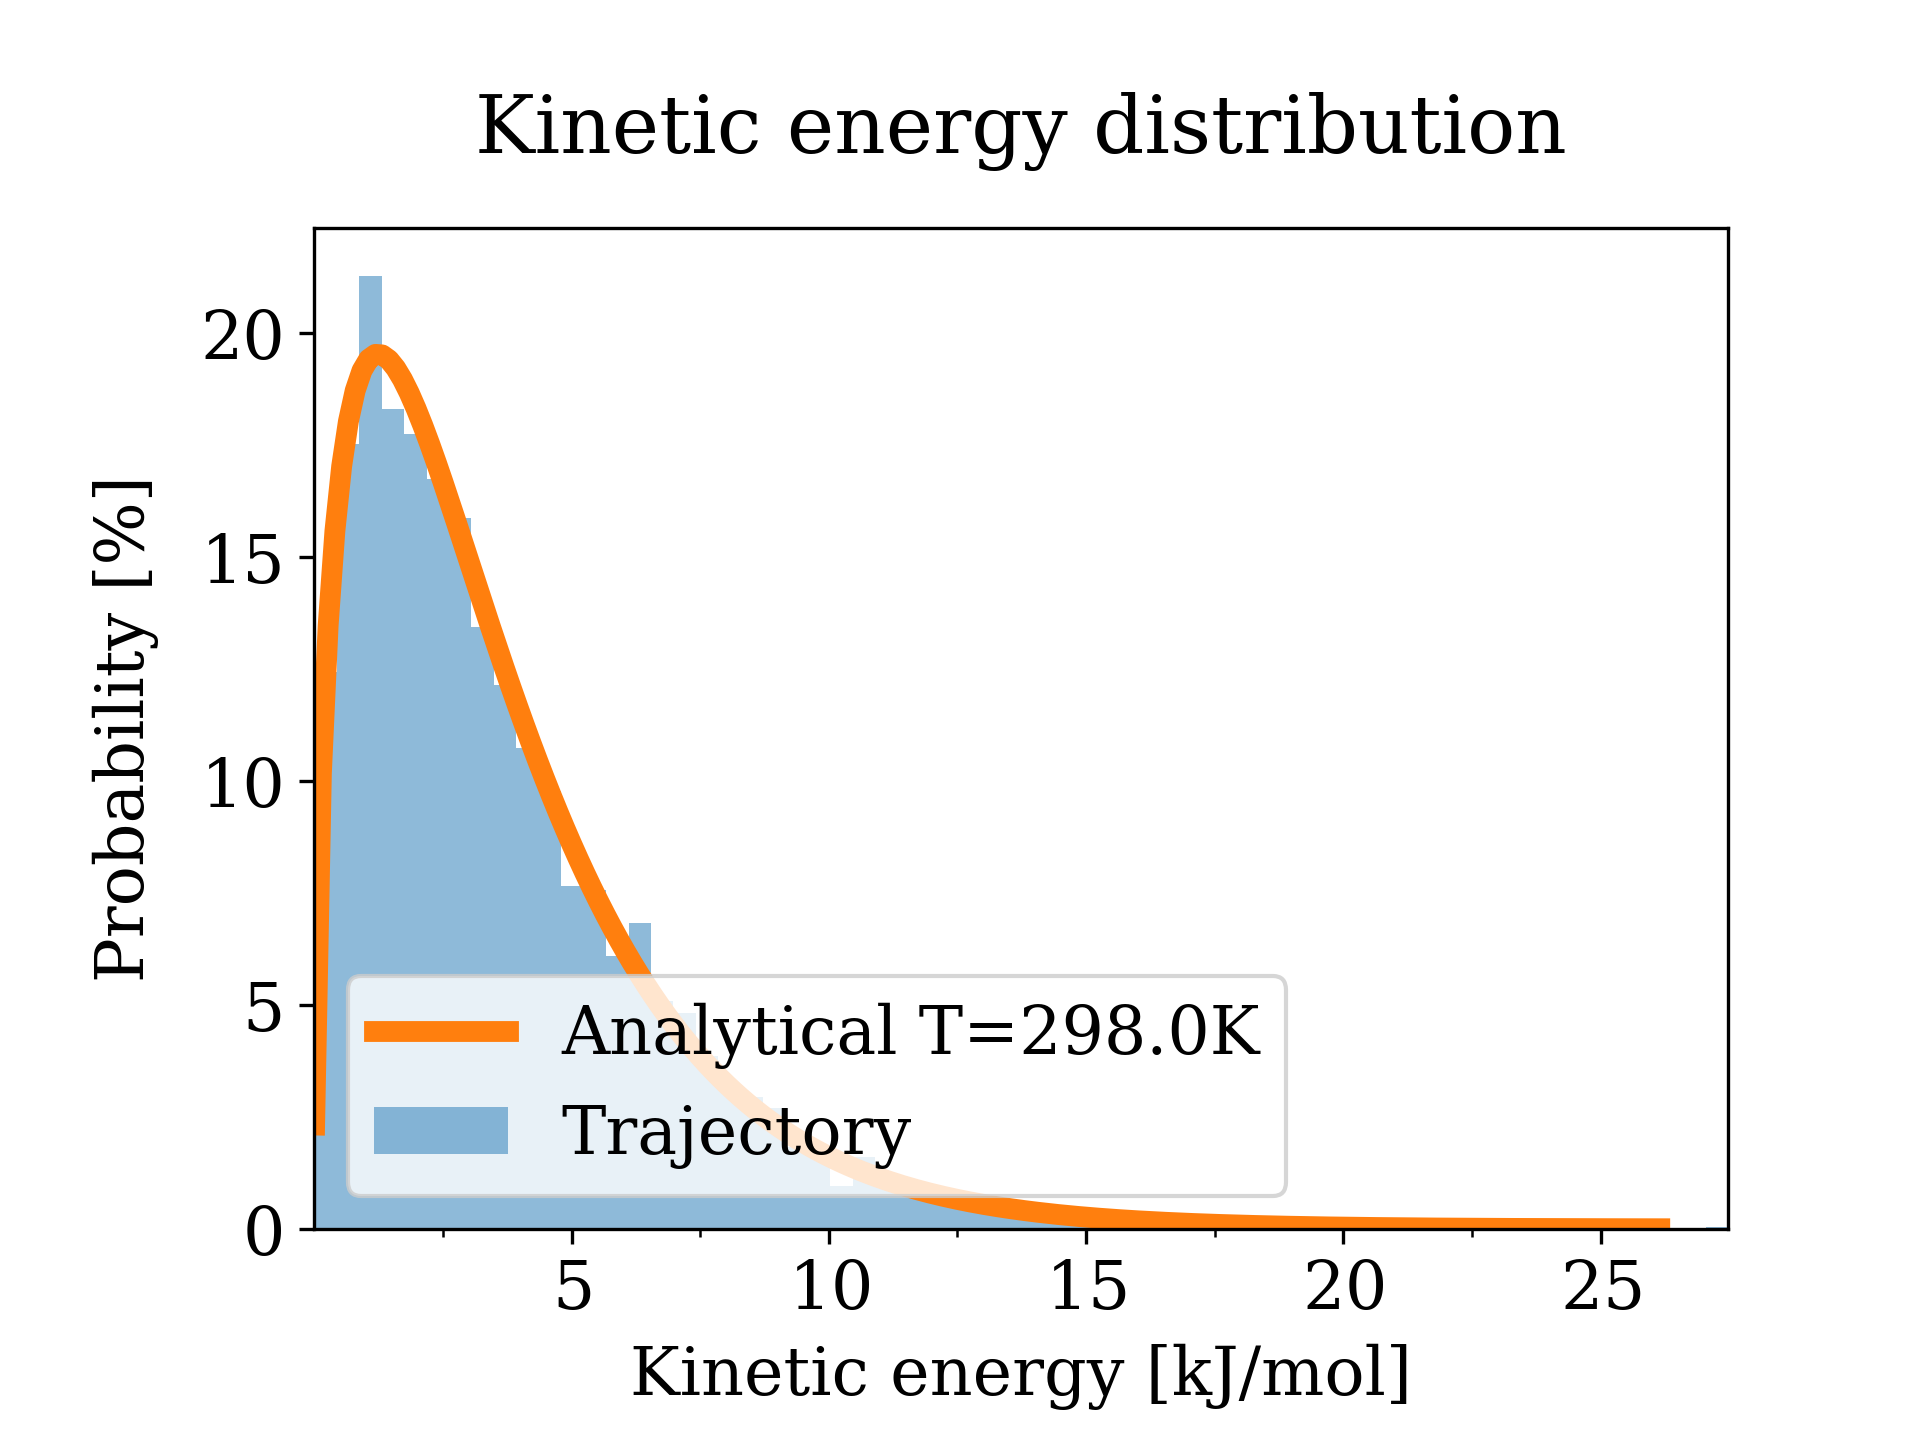 Kinetic energy distribution
Probability [%]
20
15
10
5
0
Analytical T=298.0K
Trajectory
5 10 15 20 25
Kinetic energy [kJ/mol]